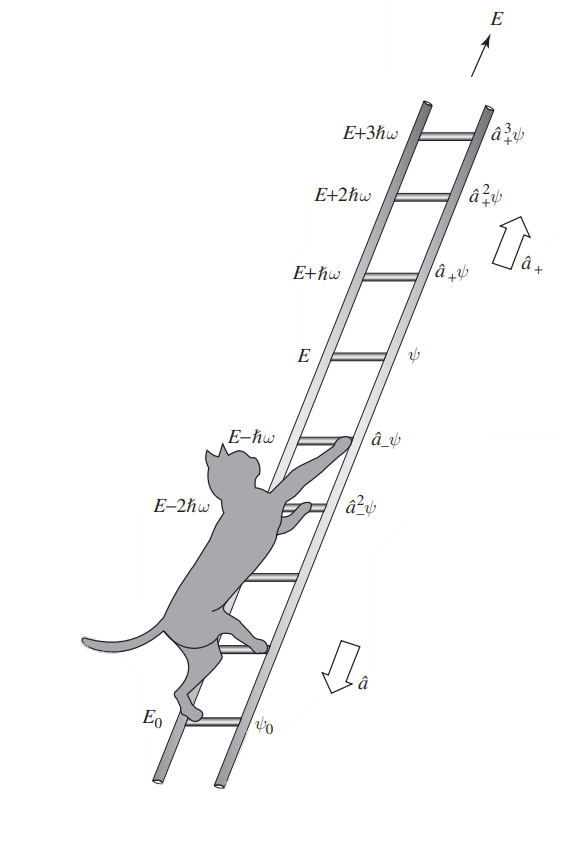 E
E+3ℏω â₊³ψ
E+2ℏω â₊²ψ
E+ℏω â₊ψ
â₊
E ψ
E−ℏω â₋ψ
E−2ℏω â₋²ψ
â
E₀ ψ₀